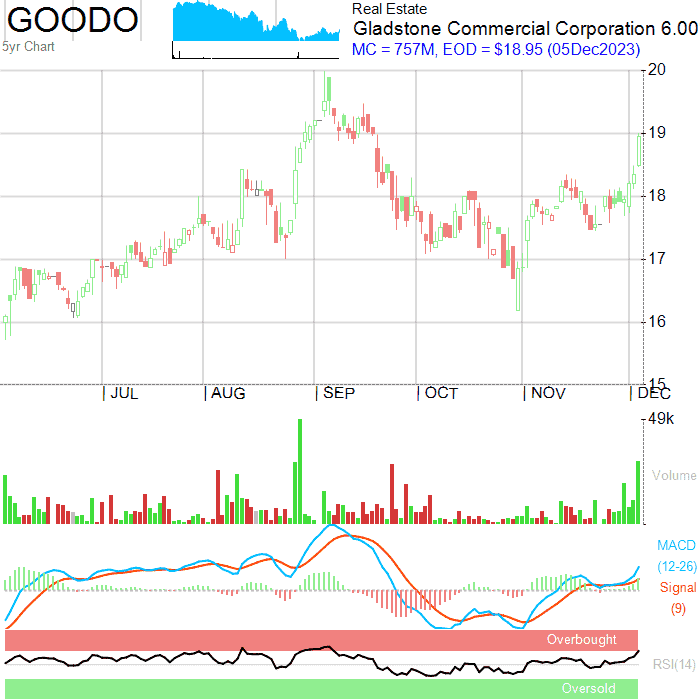 GOODO
5yr Chart
Real Estate
Gladstone Commercial Corporation 6.00
MC = 757M, EOD = $18.95 (05Dec2023)
20
19
18
17
16
15
| JUL | AUG | SEP | OCT | NOV | DEC
49k
Volume
MACD
(12-26)
Signal
(9)
Overbought
RSI(14)
Oversold